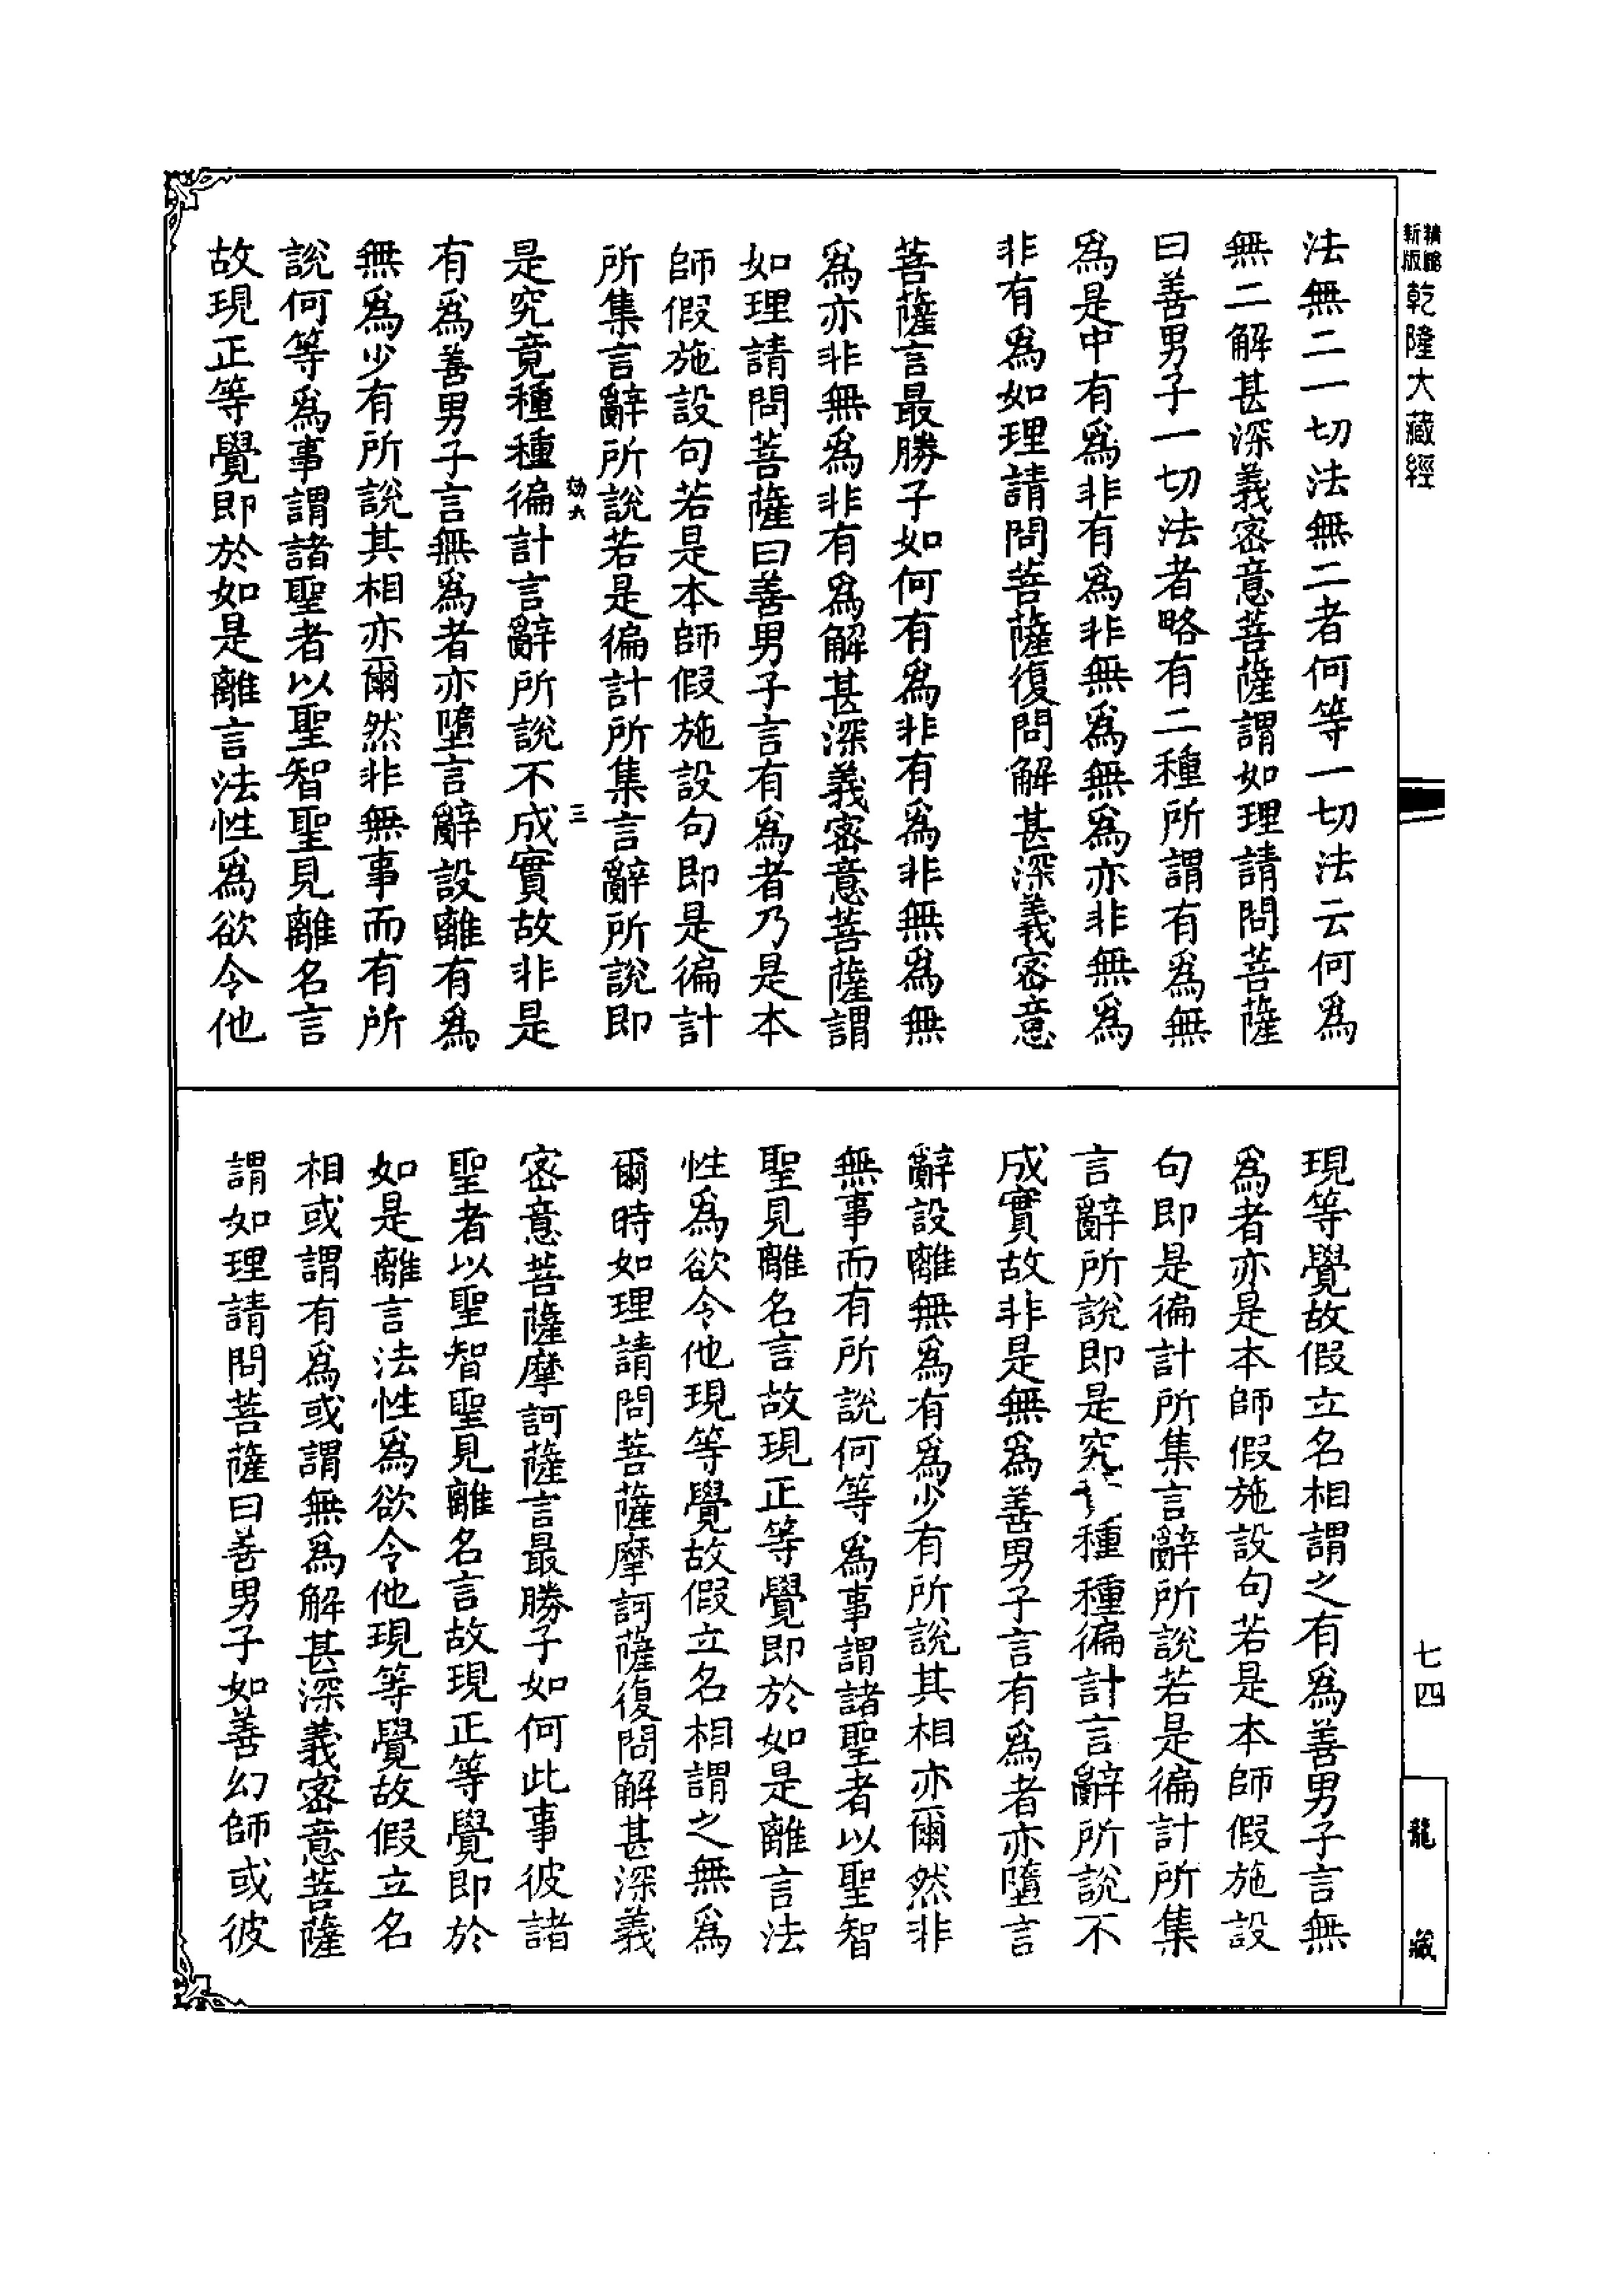 新版 精縮 乾隆大藏經
法無二一切法無二者何等一切法云何爲
無二解甚深義密意菩薩謂如理請問菩薩
曰善男子一切法者略有二種所謂有爲無
爲是中有爲非有爲非無爲無爲亦非無爲
非有爲如理請問菩薩復問解甚深義密意
菩薩言最勝子如何有爲非有爲非無爲無
爲亦非無爲非有爲解甚深義密意菩薩謂
如理請問菩薩曰善男子言有爲者乃是本
師假施設句若是本師假施設句即是徧計
所集言辭所說若是徧計所集言辭所說即
是究竟種種徧計言辭所說不成實故非是
有爲善男子言無爲者亦墮言辭設離有爲
無爲少有所說其相亦爾然非無事而有所
說何等爲事謂諸聖者以聖智聖見離名言
故現正等覺即於如是離言法性爲欲令他
現等覺故假立名相謂之有爲善男子言無
爲者亦是本師假施設句若是本師假施設
句即是徧計所集言辭所說若是徧計所集
言辭所說即是究種種徧計言辭所說不
成實故非是無爲善男子言有爲者亦墮言
辭設離無爲有爲少有所說其相亦爾然非
無事而有所說何等爲事謂諸聖者以聖智
聖見離名言故現正等覺即於如是離言法
性爲欲令他現等覺故假立名相謂之無爲
爾時如理請問菩薩摩訶薩復問解甚深義
密意菩薩摩訶薩言最勝子如何此事彼諸
聖者以聖智聖見離名言故現正等覺即於
如是離言法性爲欲令他現等覺故假立名
相或謂有爲或謂無爲解甚深義密意菩薩
謂如理請問菩薩曰善男子如善幻師或彼
三
七四
龍藏